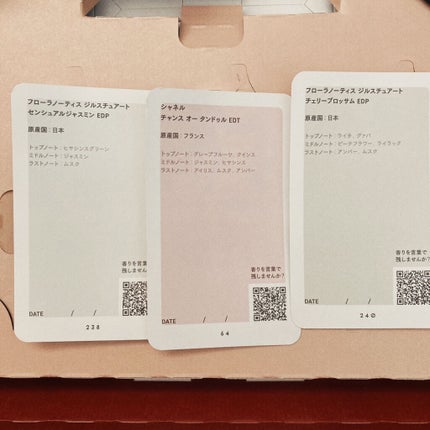 フローラノーティス ジルスチュアート
センシュアルジャスミン EDP
原産国：日本
トップノート：ヒヤシンスグリーン
ミドルノート：ジャスミン
ラストノート：ムスク
香りを言葉で
残しませんか？
DATE / /
238
シャネル
チャンス オー タンドゥル EDT
原産国：フランス
トップノート：グレープフルーツ、クインス
ミドルノート：ジャスミン、ヒヤシンス
ラストノート：アイリス、ムスク、アンバー
香りを言葉で
残しませんか？
DATE / /
64
フローラノーティス ジルスチュアート
チェリーブロッサム EDP
原産国：日本
トップノート：ライチ、グァバ
ミドルノート：ピーチフラワー、ライラック
ラストノート：アンバー、ムスク
香りを言葉で
残しませんか？
DATE / /
240